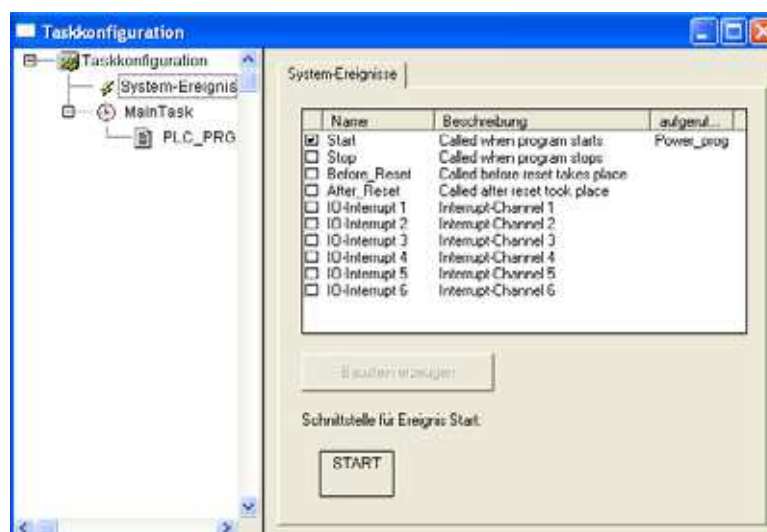 Taskkonfiguration
Taskkonfiguration
System-Ereignis
MainTask
PLC_PRG
System-Ereignisse
Name Beschreibung aufgeruf...
Start Called when program starts Power_prog
Stop Called when program stops
Before_Reset Called before reset takes place
After_Reset Called after reset took place
IO-Interrupt 1 Interrupt-Channel 1
IO-Interrupt 2 Interrupt-Channel 2
IO-Interrupt 3 Interrupt-Channel 3
IO-Interrupt 4 Interrupt-Channel 4
IO-Interrupt 5 Interrupt-Channel 5
IO-Interrupt 6 Interrupt-Channel 6
Baustein erzeugen
Schnittstelle für Ereignis Start:
START